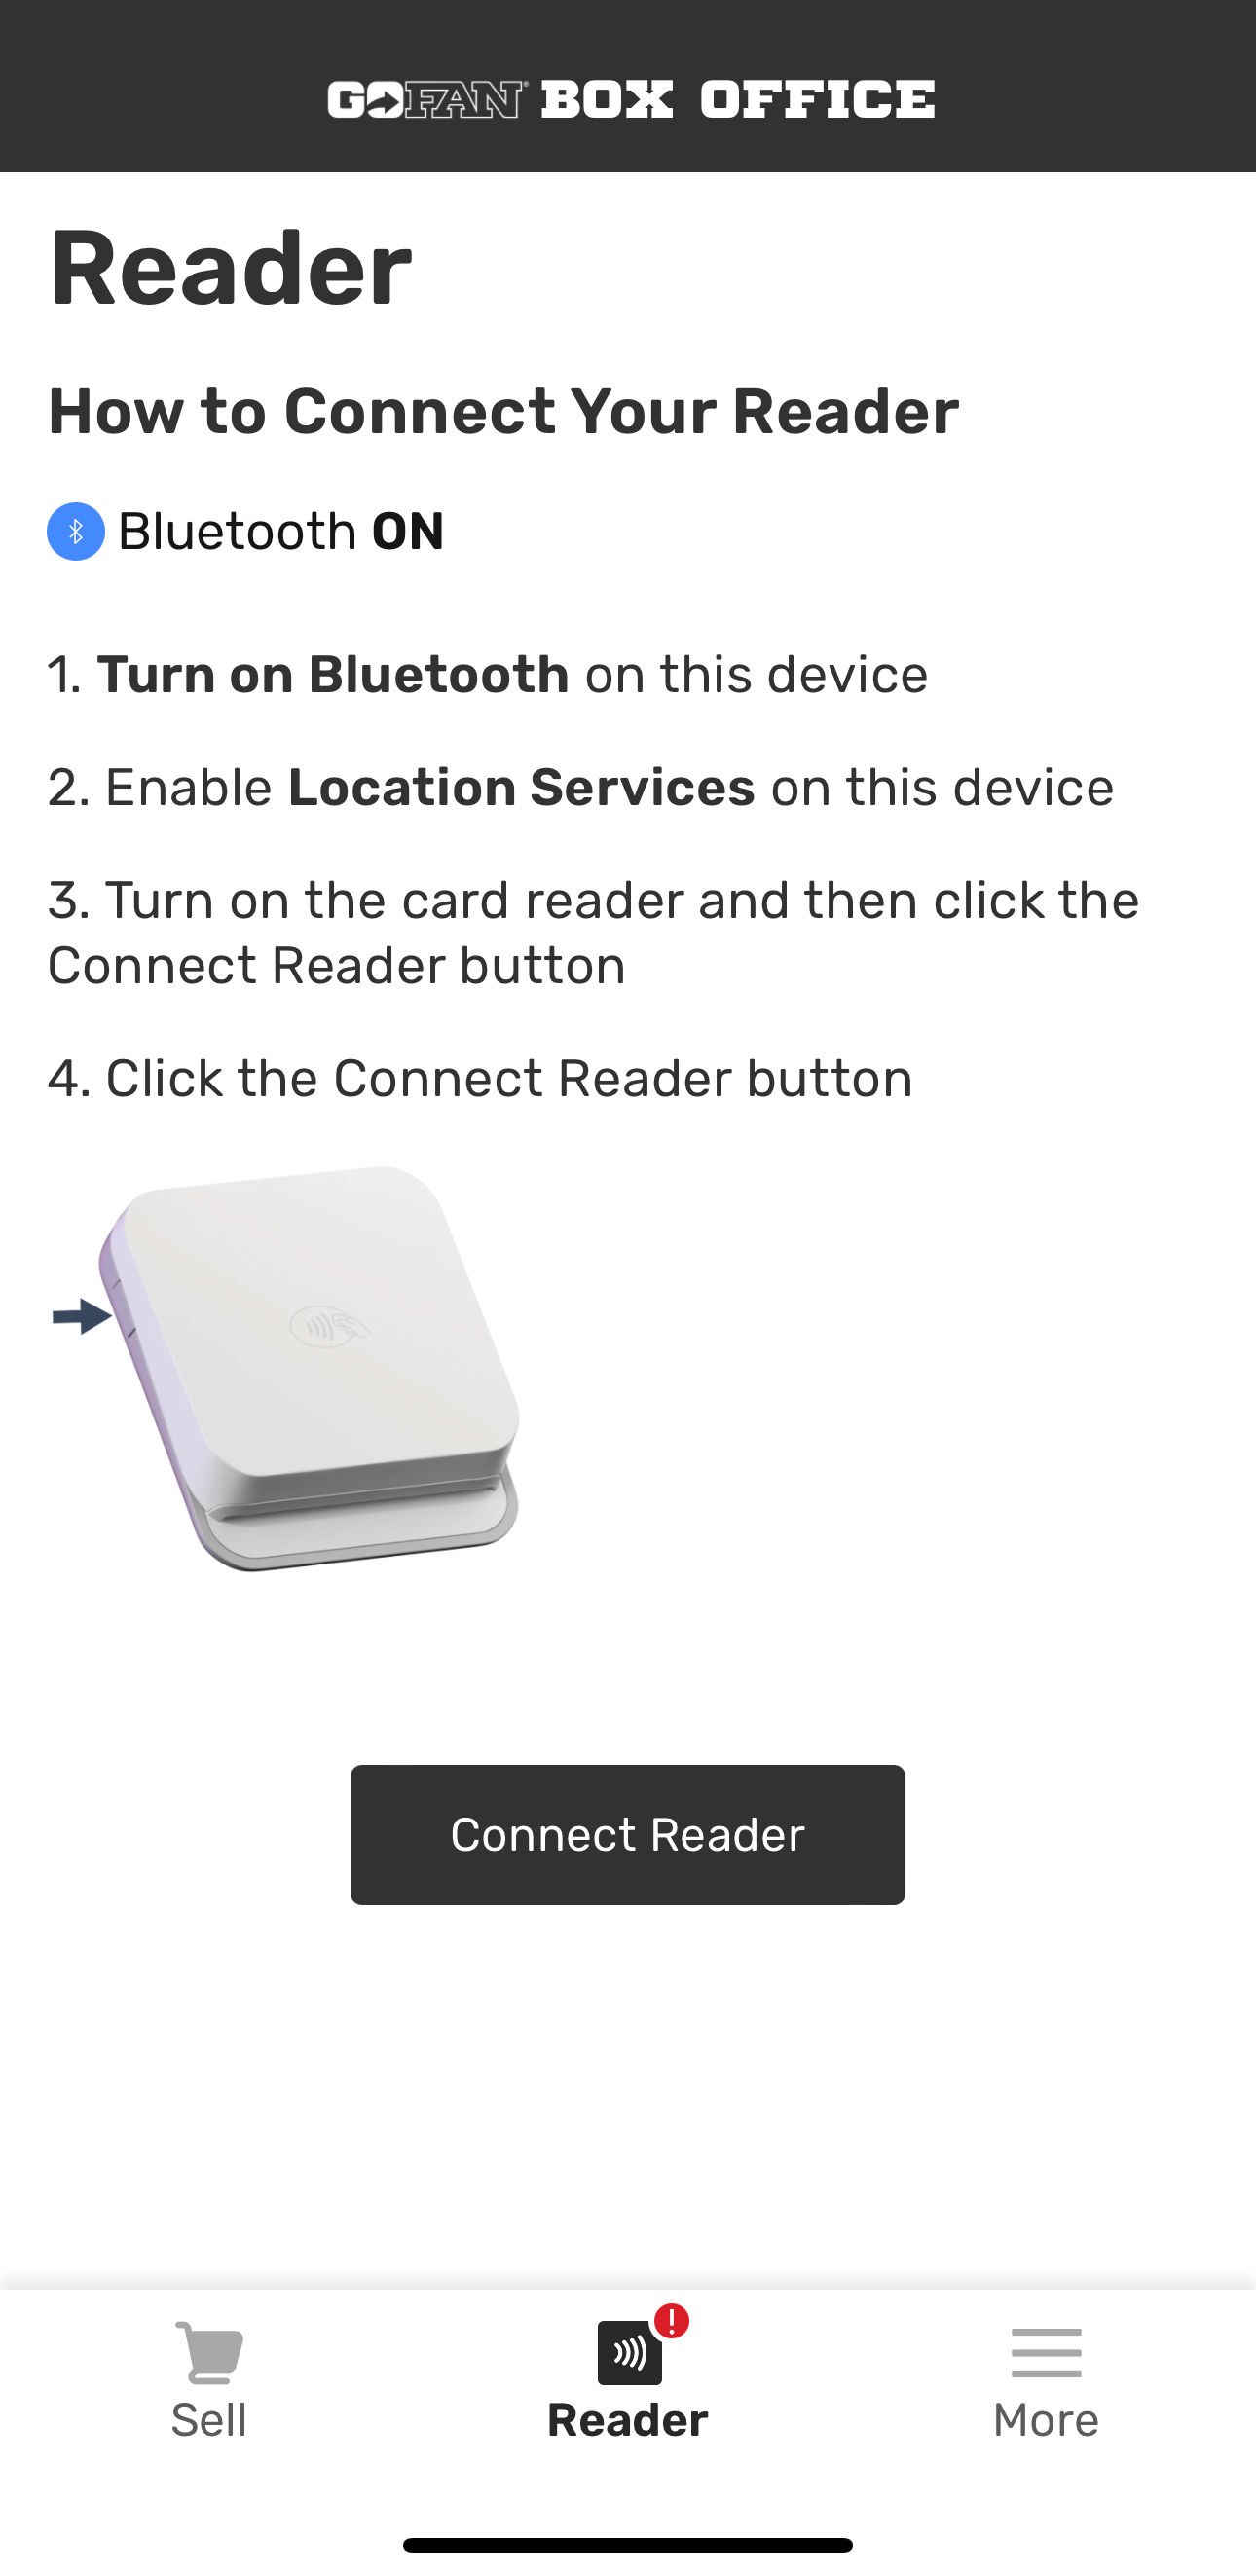 GOFAN® BOX OFFICE
Reader
How to Connect Your Reader
Bluetooth ON
1. Turn on Bluetooth on this device
2. Enable Location Services on this device
3. Turn on the card reader and then click the
Connect Reader button
4. Click the Connect Reader button
Connect Reader
Sell
Reader
More